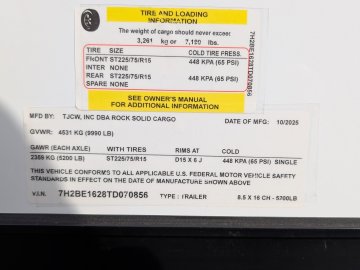 TIRE AND LOADING
INFORMATION
The weight of cargo should never exceed
3,261 kg or 7,190 lbs.
TIRE SIZE COLD TIRE PRESS.
FRONT ST225/75/R15 448 KPA (65 PSI)
INTER NONE
REAR ST225/75/R15 448 KPA (65 PSI)
SPARE NONE
SEE OWNER'S MANUAL
FOR ADDITIONAL INFORMATION
7H2BE1628TD070856
MFD BY: TJCW, INC DBA ROCK SOLID CARGO DATE OF MFG: 10/2025
GVWR: 4531 KG (9990 LB)
GAWR (EACH AXLE) WITH TIRES RIMS AT COLD
2359 KG (5200 LB) ST225/75/R15 D15 X 6 J 448 KPA (65 PSI) SINGLE
THIS VEHICLE CONFORMS TO ALL APPLICABLE U.S. FEDERAL MOTOR VEHICLE SAFETY
STANDARDS IN EFFECT ON THE DATE OF MANUFACTURE SHOWN ABOVE
V.I.N. 7H2BE1628TD070856 TYPE: TRAILER 8.5 X 16 CH - 5200LB